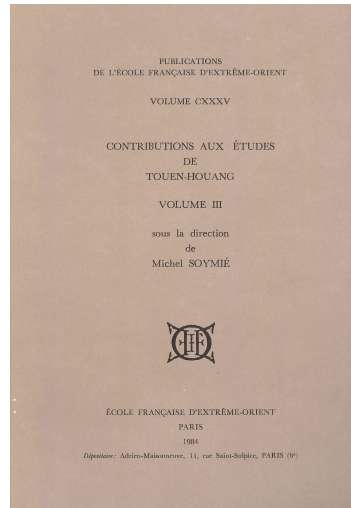 PUBLICATIONS
DE L'ÉCOLE FRANÇAISE D'EXTRÊME-ORIENT
VOLUME CXXXV
CONTRIBUTIONS AUX ÉTUDES
DE
TOUEN-HOUANG
VOLUME III
sous la direction
de
Michel SOYMIÉ
ÉCOLE FRANÇAISE D'EXTRÊME-ORIENT
PARIS
1984
Dépositaire: Adrien-Maisonneuve, 11, rue Saint-Sulpice, PARIS (6e)